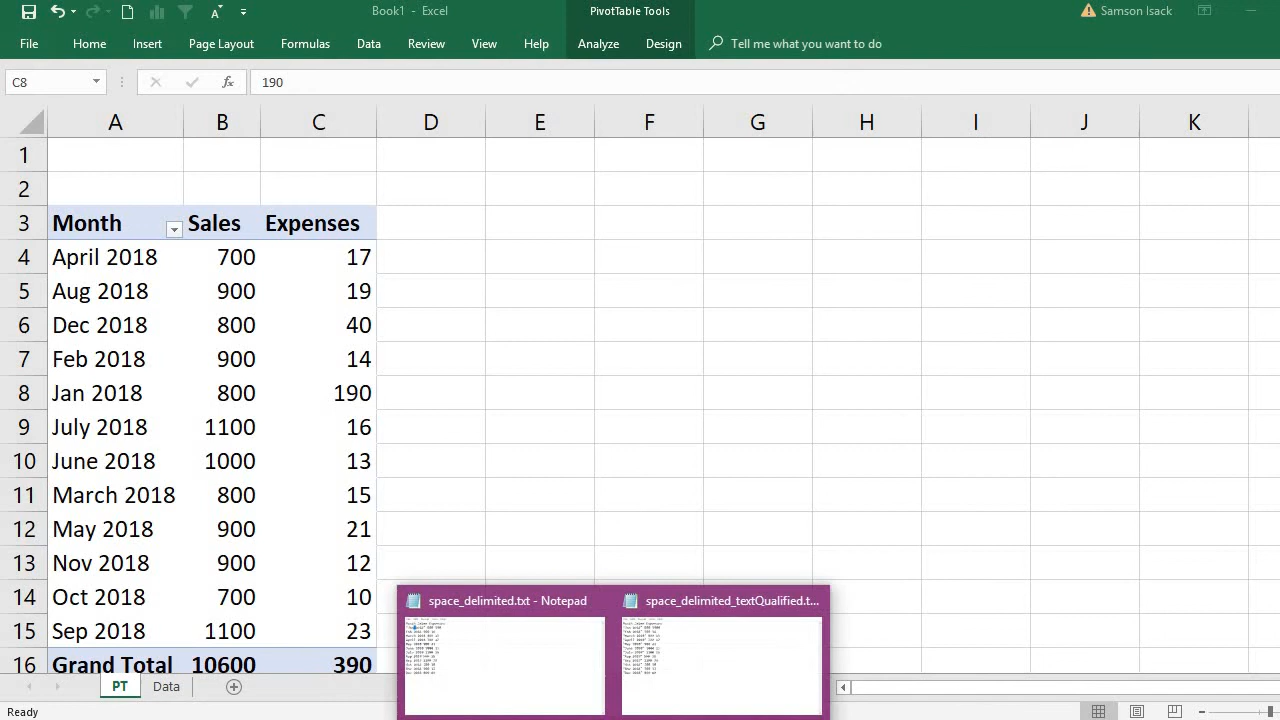 Book1 - Excel
PivotTable Tools
Samson Isack
File Home Insert Page Layout Formulas Data Review View Help Analyze Design Tell me what you want to do
C8 fx 190
A B C D E F G H I J K
1
2
3 Month Sales Expenses
4 April 2018 700 17
5 Aug 2018 900 19
6 Dec 2018 800 40
7 Feb 2018 900 14
8 Jan 2018 800 190
9 July 2018 1100 16
10 June 2018 1000 13
11 March 2018 800 15
12 May 2018 900 21
13 Nov 2018 900 12
14 Oct 2018 700 10
15 Sep 2018 1100 23
16 Grand Total 10600 390
space_delimited.txt - Notepad
space_delimited_textQualified.t...
PT Data
Ready